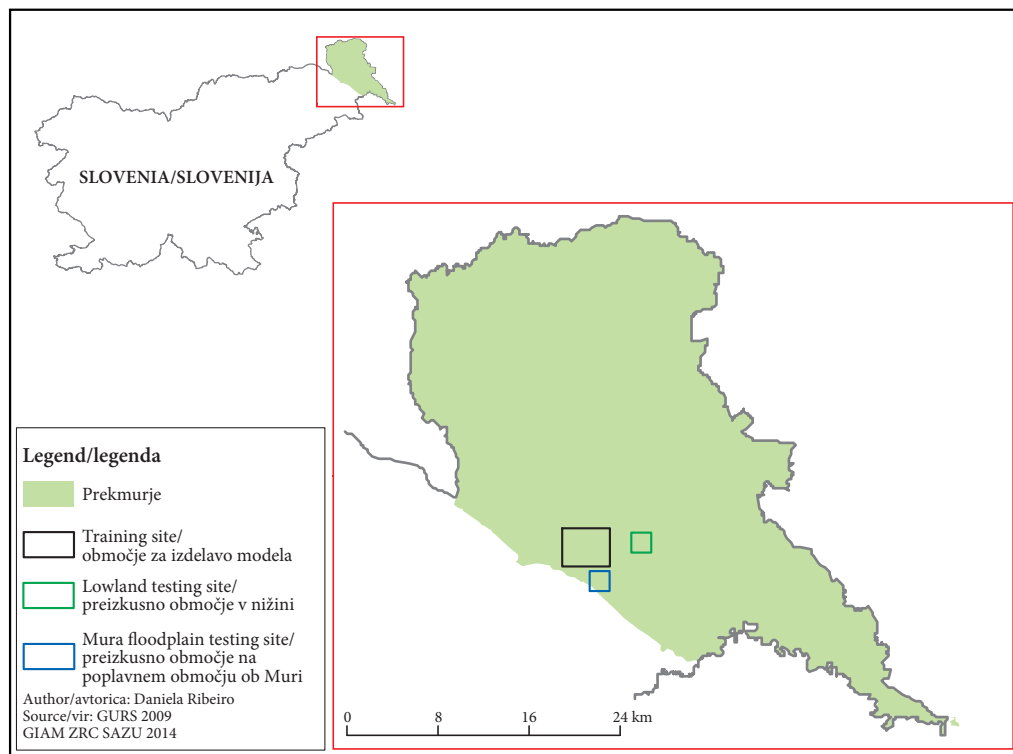 SLOVENIA/SLOVENIJA
Legend/legenda
Prekmurje
Training site/
območje za izdelavo modela
Lowland testing site/
preizkusno območje v nižini
Mura floodplain testing site/
preizkusno območje na
poplavnem območju ob Muri
Author/avtorica: Daniela Ribeiro
Source/vir: GURS 2009
GIAM ZRC SAZU 2014
0 8 16 24 km